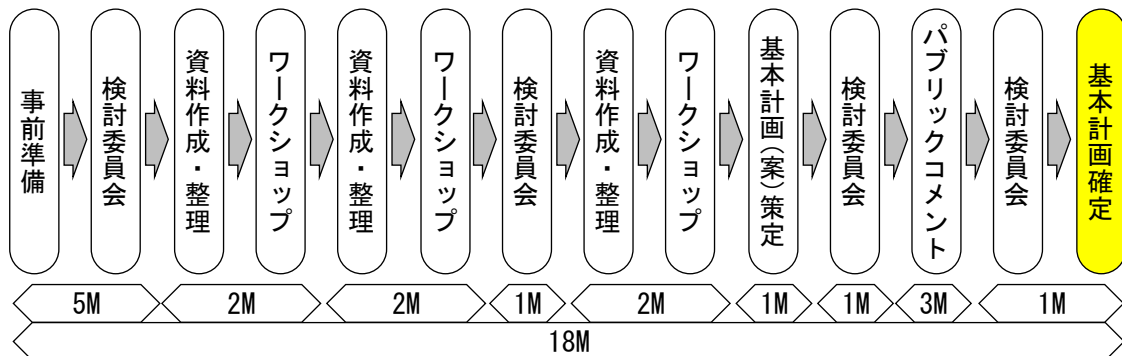 事前準備
検討委員会
資料作成・整理
ワークショップ
資料作成・整理
ワークショップ
検討委員会
資料作成・整理
ワークショップ
基本計画(案)策定
検討委員会
パブリックコメント
検討委員会
基本計画確定
5M
2M
2M
1M
2M
1M
1M
3M
1M
18M